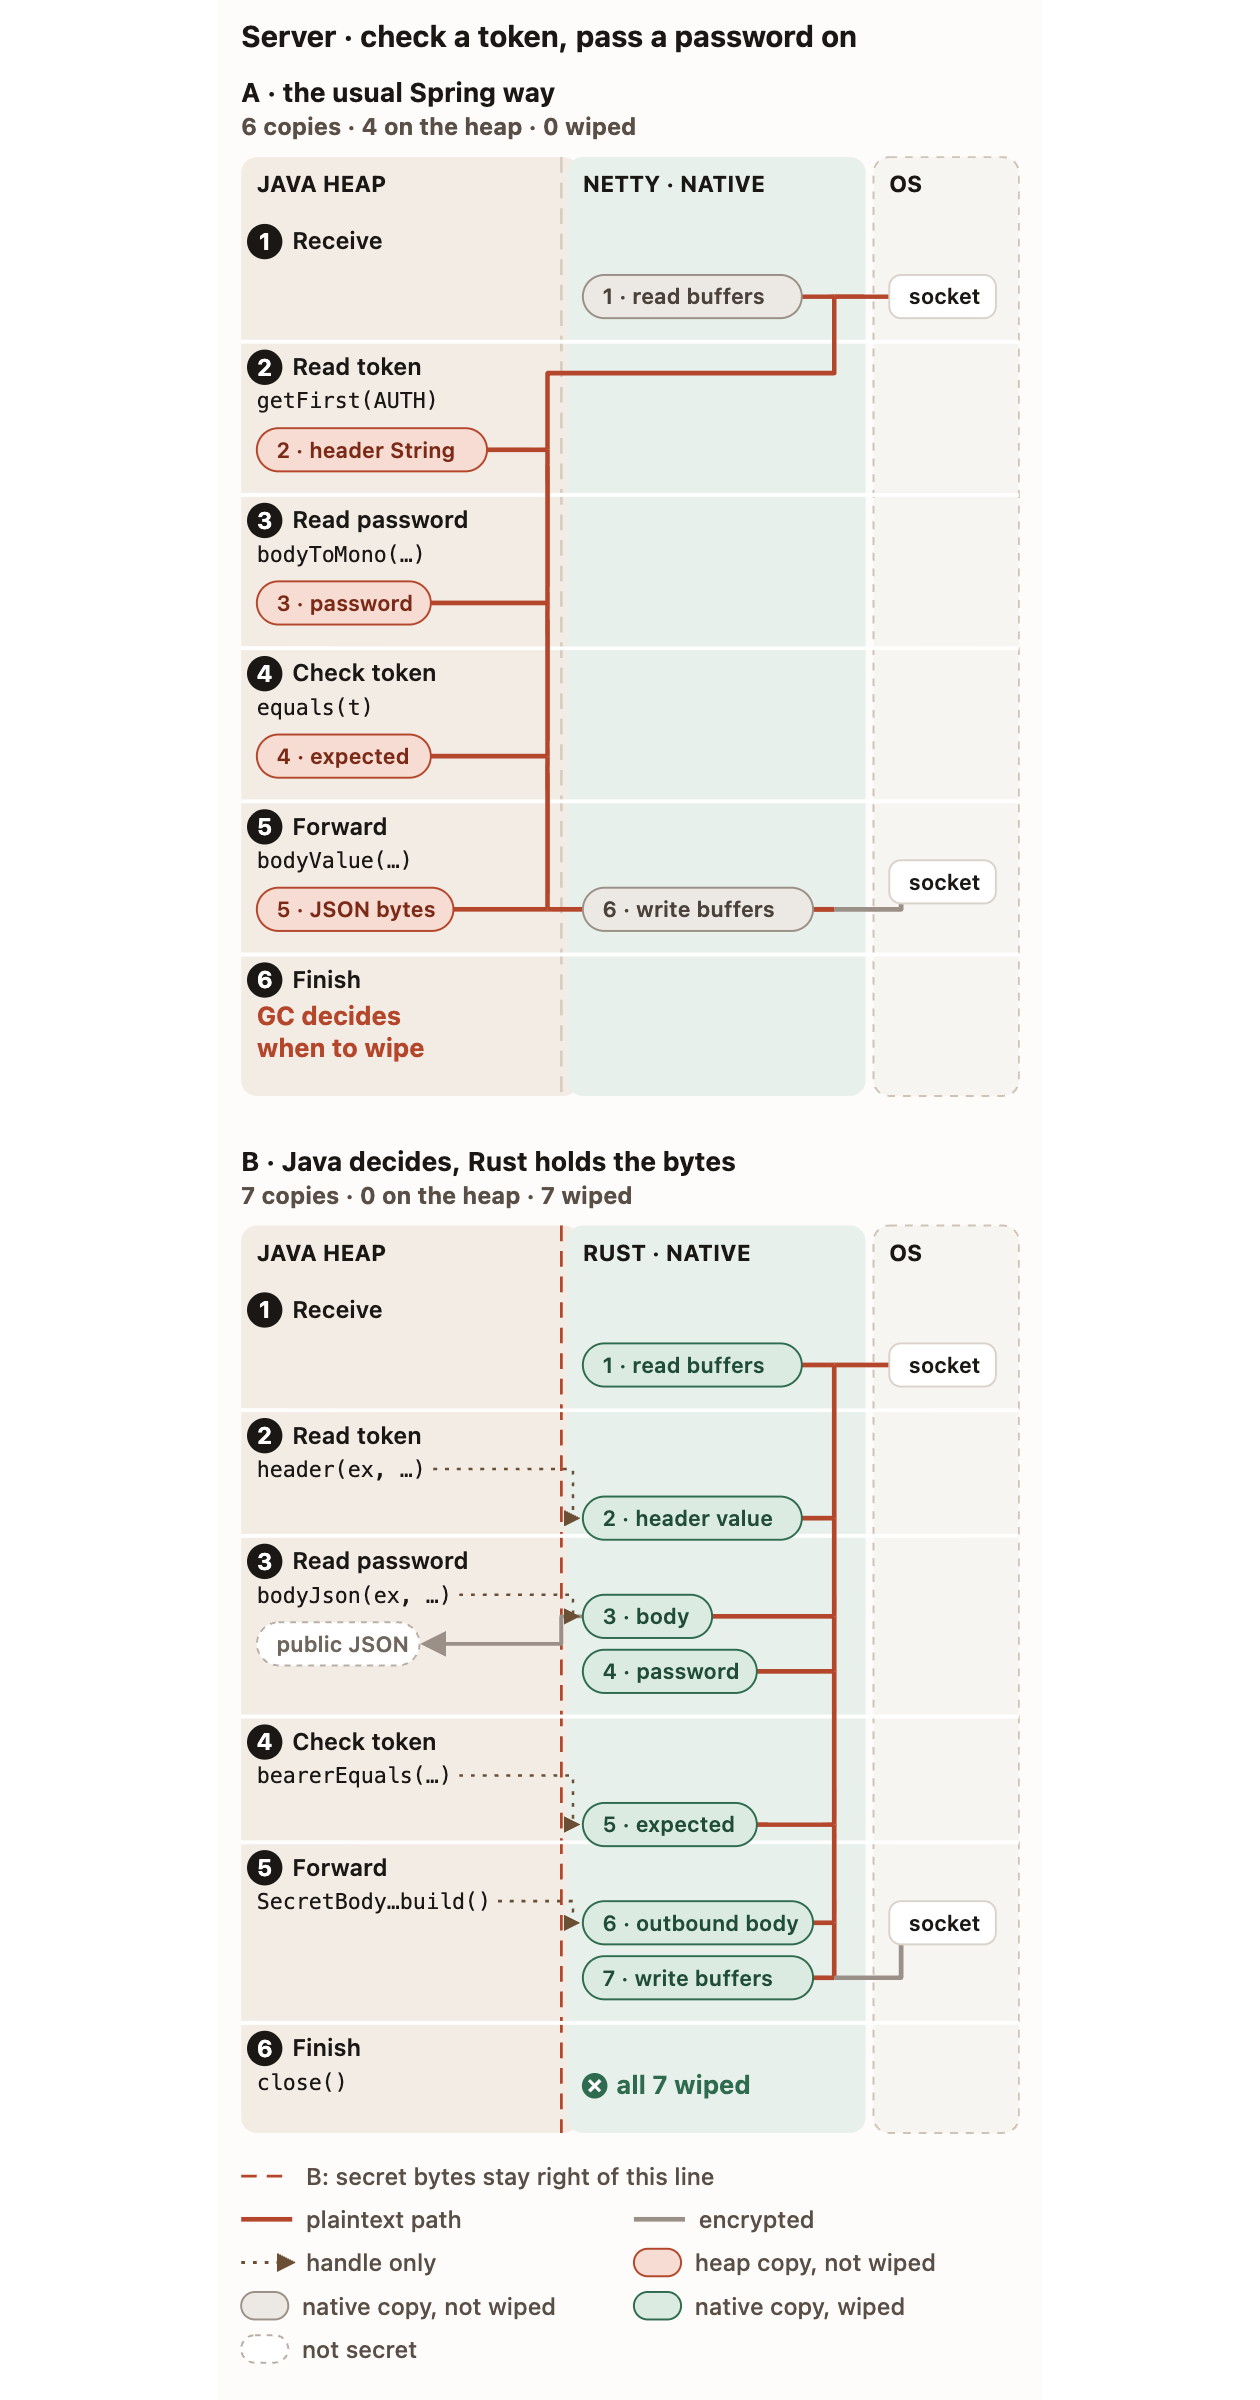 Server · check a token, pass a password on
A · the usual Spring way
6 copies · 4 on the heap · 0 wiped
JAVA HEAP
NETTY · NATIVE
OS
1 Receive
1 · read buffers
socket
2 Read token
getFirst(AUTH)
2 · header String
3 Read password
bodyToMono(…)
3 · password
4 Check token
equals(t)
4 · expected
5 Forward
bodyValue(…)
socket
5 · JSON bytes
6 · write buffers
6 Finish
GC decides
when to wipe
B · Java decides, Rust holds the bytes
7 copies · 0 on the heap · 7 wiped
JAVA HEAP
RUST · NATIVE
OS
1 Receive
1 · read buffers
socket
2 Read token
header(ex, …)
2 · header value
3 Read password
bodyJson(ex, …)
3 · body
public JSON
4 · password
4 Check token
bearerEquals(…)
5 · expected
5 Forward
SecretBody…build()
6 · outbound body
socket
7 · write buffers
6 Finish
close()
all 7 wiped
B: secret bytes stay right of this line
plaintext path
encrypted
handle only
heap copy, not wiped
native copy, not wiped
native copy, wiped
not secret